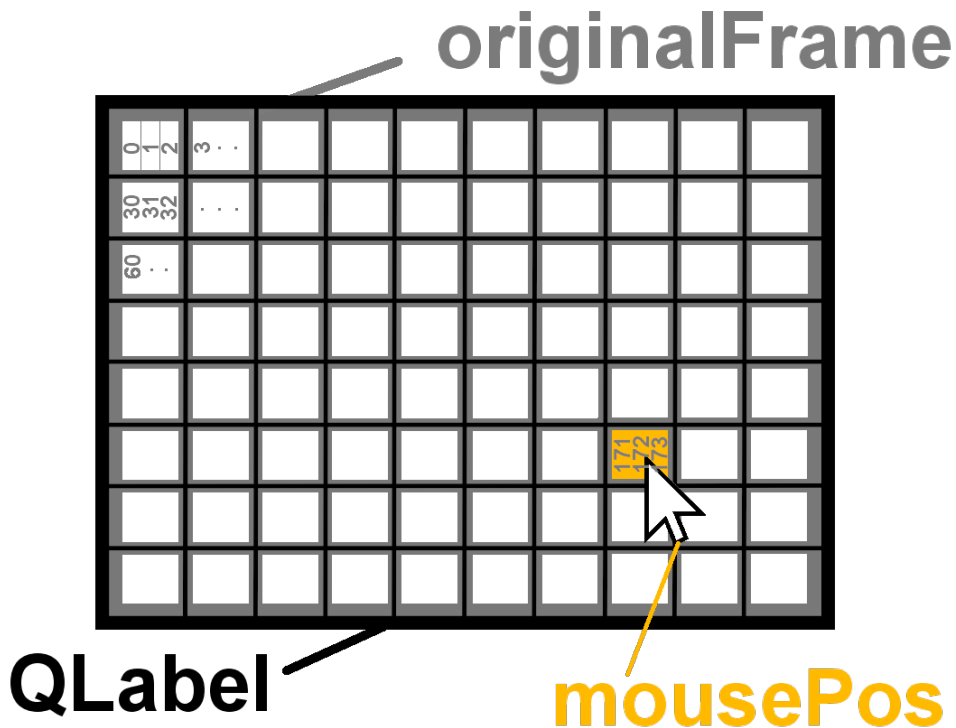 originalFrame
0 1 2 3 . .
30 31 32 . . .
60 . .
171 172 173
QLabel
mousePos